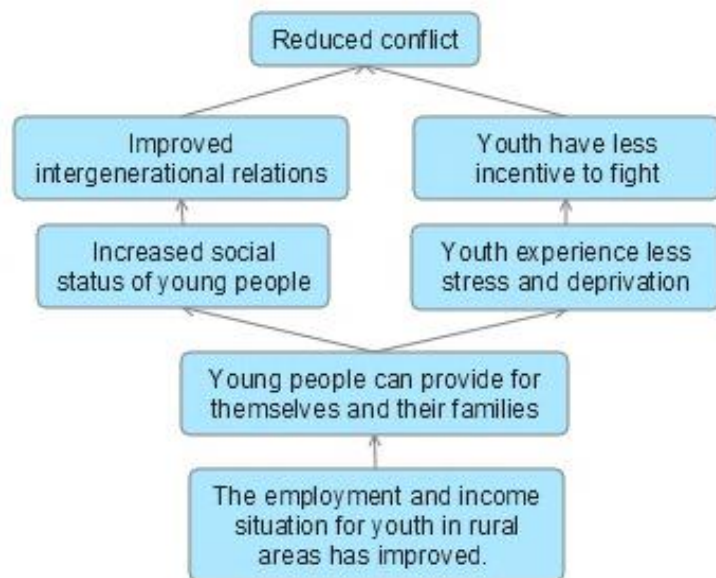 Reduced conflict
Improved
intergenerational relations
Youth have less
incentive to fight
Increased social
status of young people
Youth experience less
stress and deprivation
Young people can provide for
themselves and their families
The employment and income
situation for youth in rural
areas has improved.